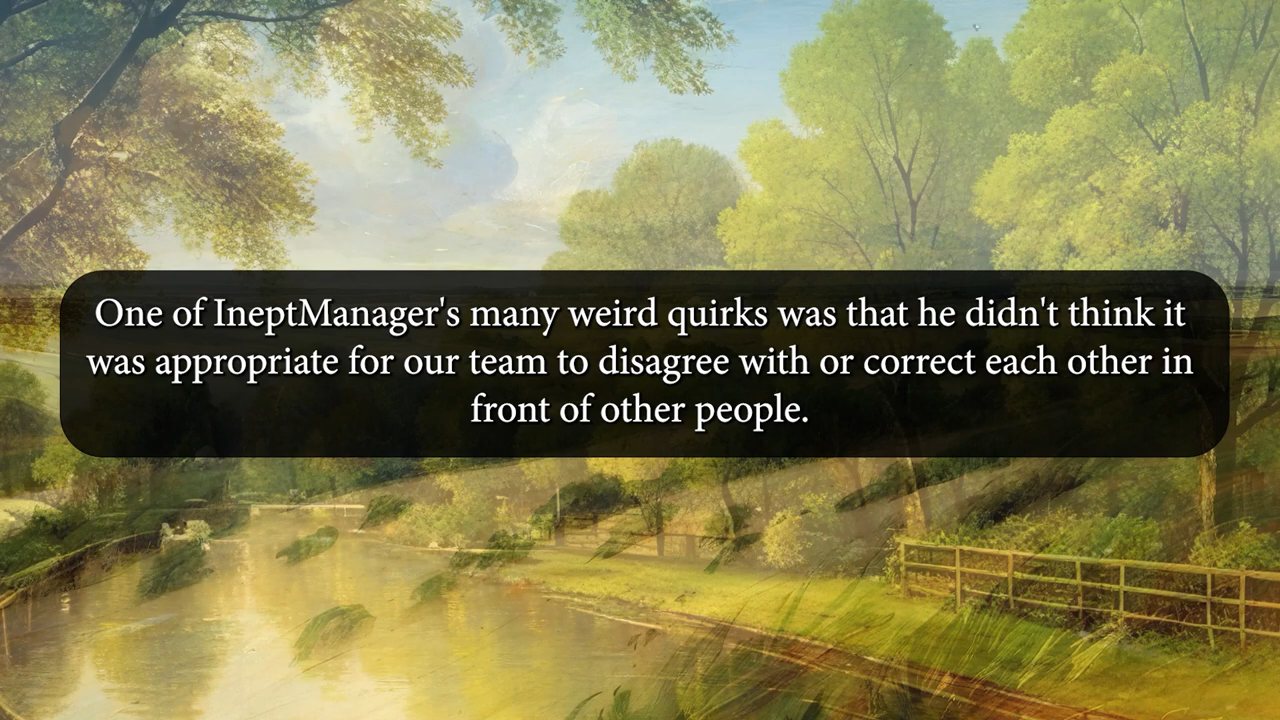 One of IneptManager's many weird quirks was that he didn't think it
was appropriate for our team to disagree with or correct each other in
front of other people.